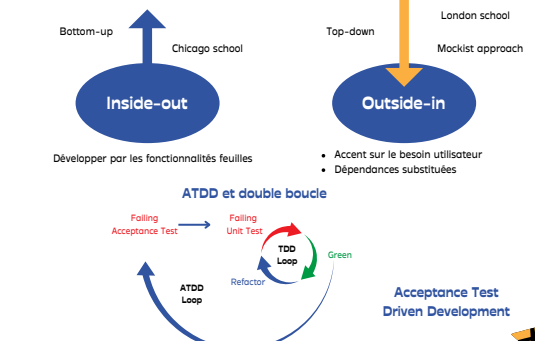 Bottom-up
Chicago school
Inside-out
Développer par les fonctionnalités feuilles
London school
Top-down
Mockist approach
Outside-in
Accent sur le besoin utilisateur
Dépendances substituées
ATDD et double boucle
Failing
Acceptance Test
Failing
Unit Test
TDD
Loop
Green
Refactor
ATDD
Loop
Acceptance Test
Driven Development